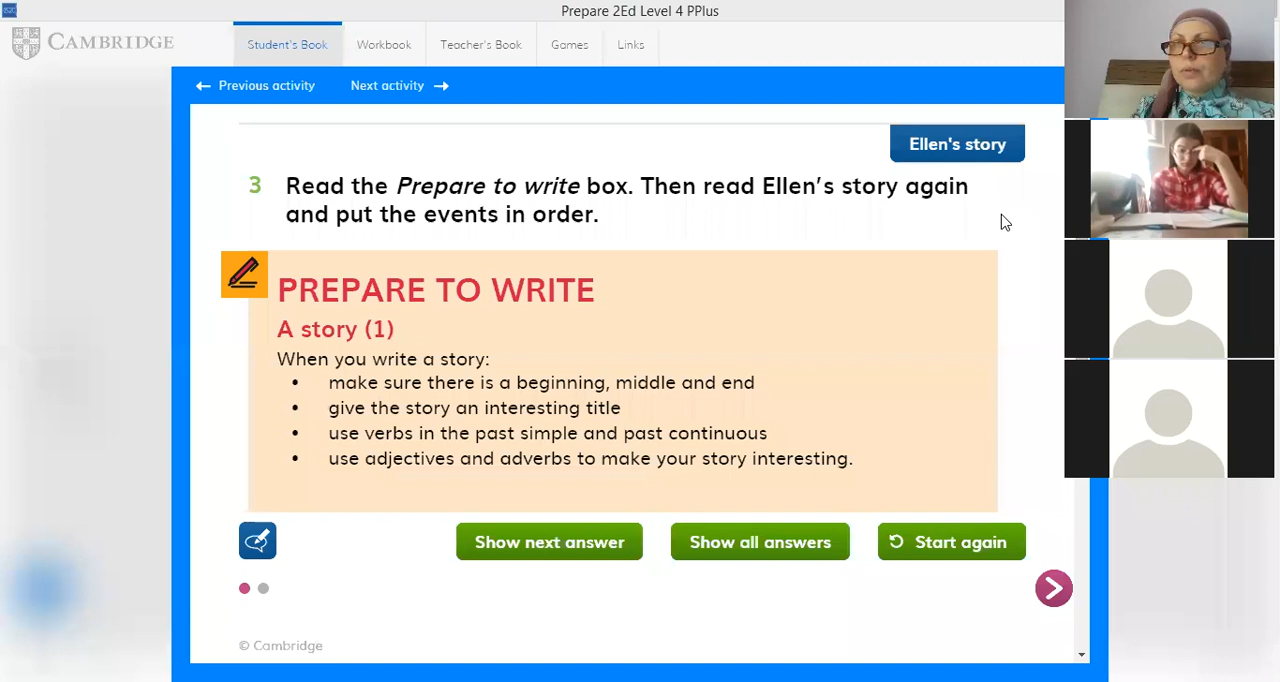 Prepare 2Ed Level 4 PPlus
CAMBRIDGE
Student's Book Workbook Teacher's Book Games Links
Previous activity Next activity
Ellen's story
3 Read the Prepare to write box. Then read Ellen's story again
and put the events in order.
PREPARE TO WRITE
A story (1)
When you write a story:
• make sure there is a beginning, middle and end
• give the story an interesting title
• use verbs in the past simple and past continuous
• use adjectives and adverbs to make your story interesting.
Show next answer Show all answers Start again
© Cambridge